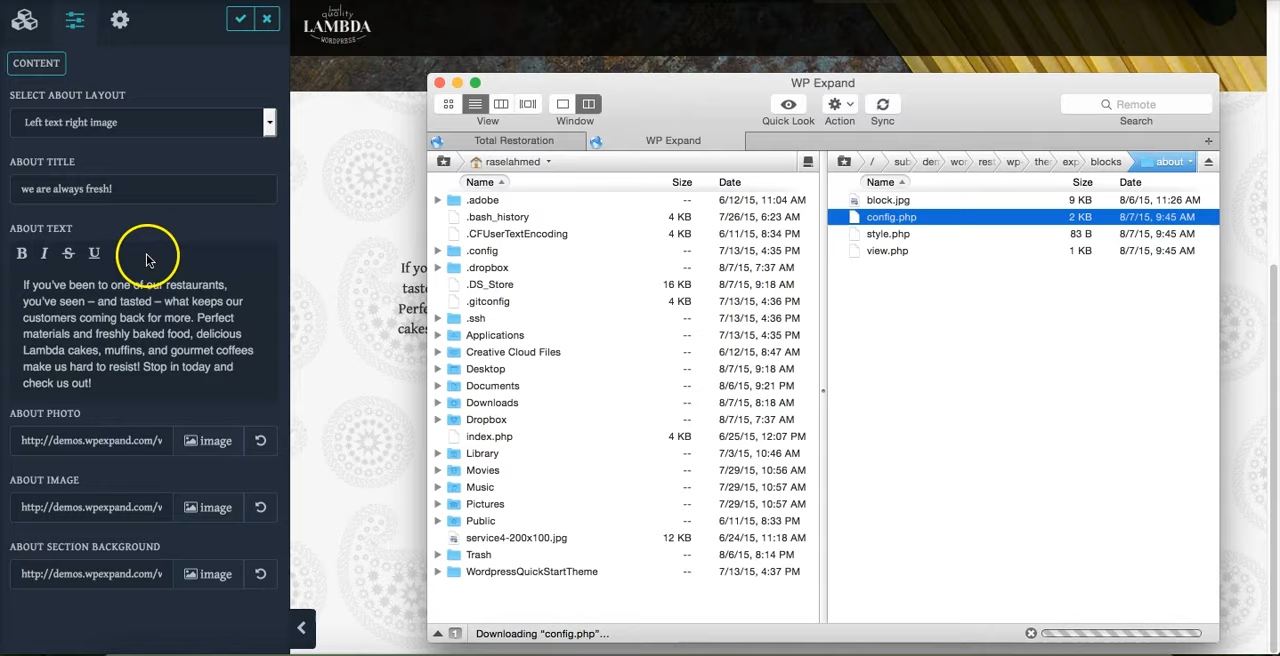 CONTENT
SELECT ABOUT LAYOUT
Left text right image
ABOUT TITLE
we are always fresh!
ABOUT TEXT
B I S U
If you've been to one of our restaurants,
you've seen – and tasted – what keeps our
customers coming back for more. Perfect
materials and freshly baked food, delicious
Lambda cakes, muffins, and gourmet coffees
make us hard to resist! Stop in today and
check us out!
ABOUT PHOTO
http://demos.wpexpand.com/v image
ABOUT IMAGE
http://demos.wpexpand.com/v image
ABOUT SECTION BACKGROUND
http://demos.wpexpand.com/v image
quality
LAMBDA
WORDPRESS
If yo
taste
Perfe
cakes
WP Expand
View Window Quick Look Action Sync Remote Search
Total Restoration WP Expand
raselahmed
Name Size Date
.adobe -- 6/12/15, 11:04 AM
.bash_history 4 KB 7/26/15, 6:23 AM
.CFUserTextEncoding 4 KB 6/11/15, 8:34 PM
.config -- 7/13/15, 4:35 PM
.dropbox -- 8/7/15, 7:37 AM
.DS_Store 16 KB 8/7/15, 9:18 AM
.gitconfig 4 KB 7/13/15, 4:36 PM
.ssh -- 7/13/15, 4:36 PM
Applications -- 7/13/15, 4:35 PM
Creative Cloud Files -- 6/12/15, 8:47 AM
Desktop -- 8/7/15, 9:18 AM
Documents -- 8/6/15, 9:21 PM
Downloads -- 8/7/15, 8:18 AM
Dropbox -- 8/7/15, 7:37 AM
index.php 4 KB 6/25/15, 12:07 PM
Library -- 7/3/15, 10:46 AM
Movies -- 7/29/15, 10:56 AM
Music -- 7/29/15, 10:57 AM
Pictures -- 7/29/15, 10:57 AM
Public -- 6/11/15, 8:33 PM
service4-200x100.jpg 12 KB 6/24/15, 11:18 AM
Trash -- 8/6/15, 8:14 PM
WordpressQuickStartTheme -- 7/13/15, 4:37 PM
/ sub den wor rest wp- the exp blocks about
Name Size Date
block.jpg 9 KB 8/6/15, 11:26 AM
config.php 2 KB 8/7/15, 9:45 AM
style.php 83 B 8/7/15, 9:45 AM
view.php 1 KB 8/7/15, 9:45 AM
1 Downloading “config.php”...